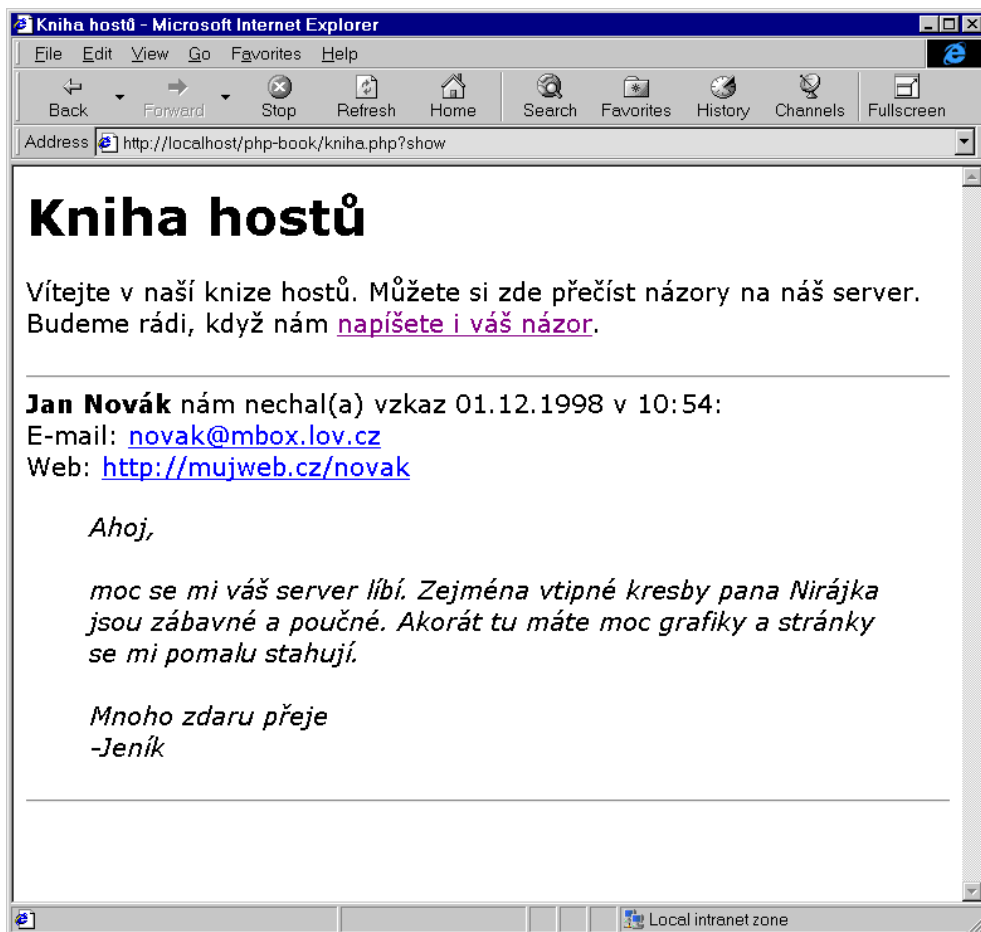 Kniha hostů - Microsoft Internet Explorer
File Edit View Go Favorites Help
Back Forward Stop Refresh Home Search Favorites History Channels Fullscreen
Address http://localhost/php-book/kniha.php?show
Kniha hostů
Vítejte v naší knize hostů. Můžete si zde přečíst názory na náš server.
Budeme rádi, když nám napíšete i váš názor.
Jan Novák nám nechal(a) vzkaz 01.12.1998 v 10:54:
E-mail: novak@mbox.lov.cz
Web: http://mujweb.cz/novak
Ahoj,
moc se mi váš server líbí. Zejména vtipné kresby pana Nirájka
jsou zábavné a poučné. Akorát tu máte moc grafiky a stránky
se mi pomalu stahují.
Mnoho zdaru přeje
-Jeník
Local intranet zone